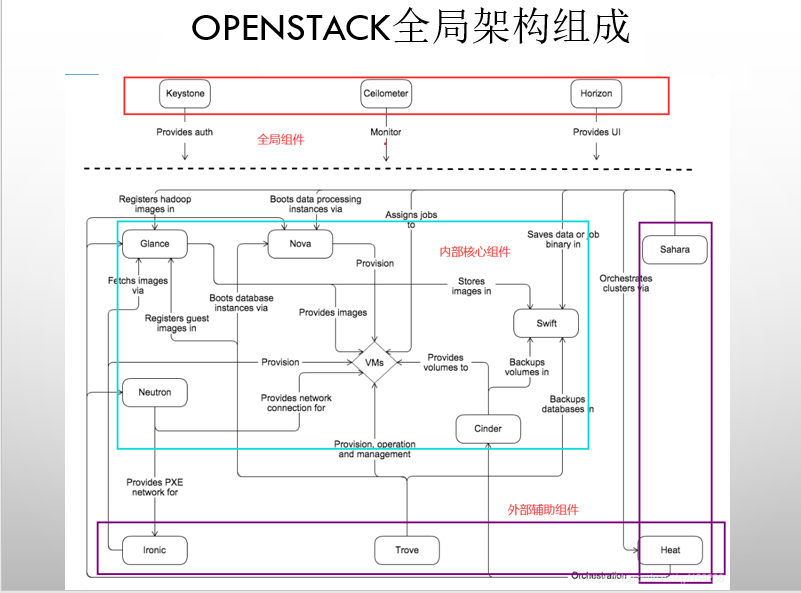 OPENSTACK全局架构组成
Keystone
Ceilometer
Horizon
Provides auth
Monitor
Provides UI
全局组件
Registers hadoop
images in
Boots data processing
instances via
Assigns jobs
to
Saves data or job
binary in
Glance
Nova
内部核心组件
Sahara
Provision
Fetchs images
via
Boots database
instances via
Stores
images in
Orchestrates
clusters via
Registers guest
images in
Provides images
Swift
Provision
VMs
Provides
volumes to
Backups
volumes in
Neutron
Provides network
connection for
Backups
databases in
Cinder
Provision, operation
and management
Provides PXE
network for
外部辅助组件
Ironic
Trove
Heat
Orchestration